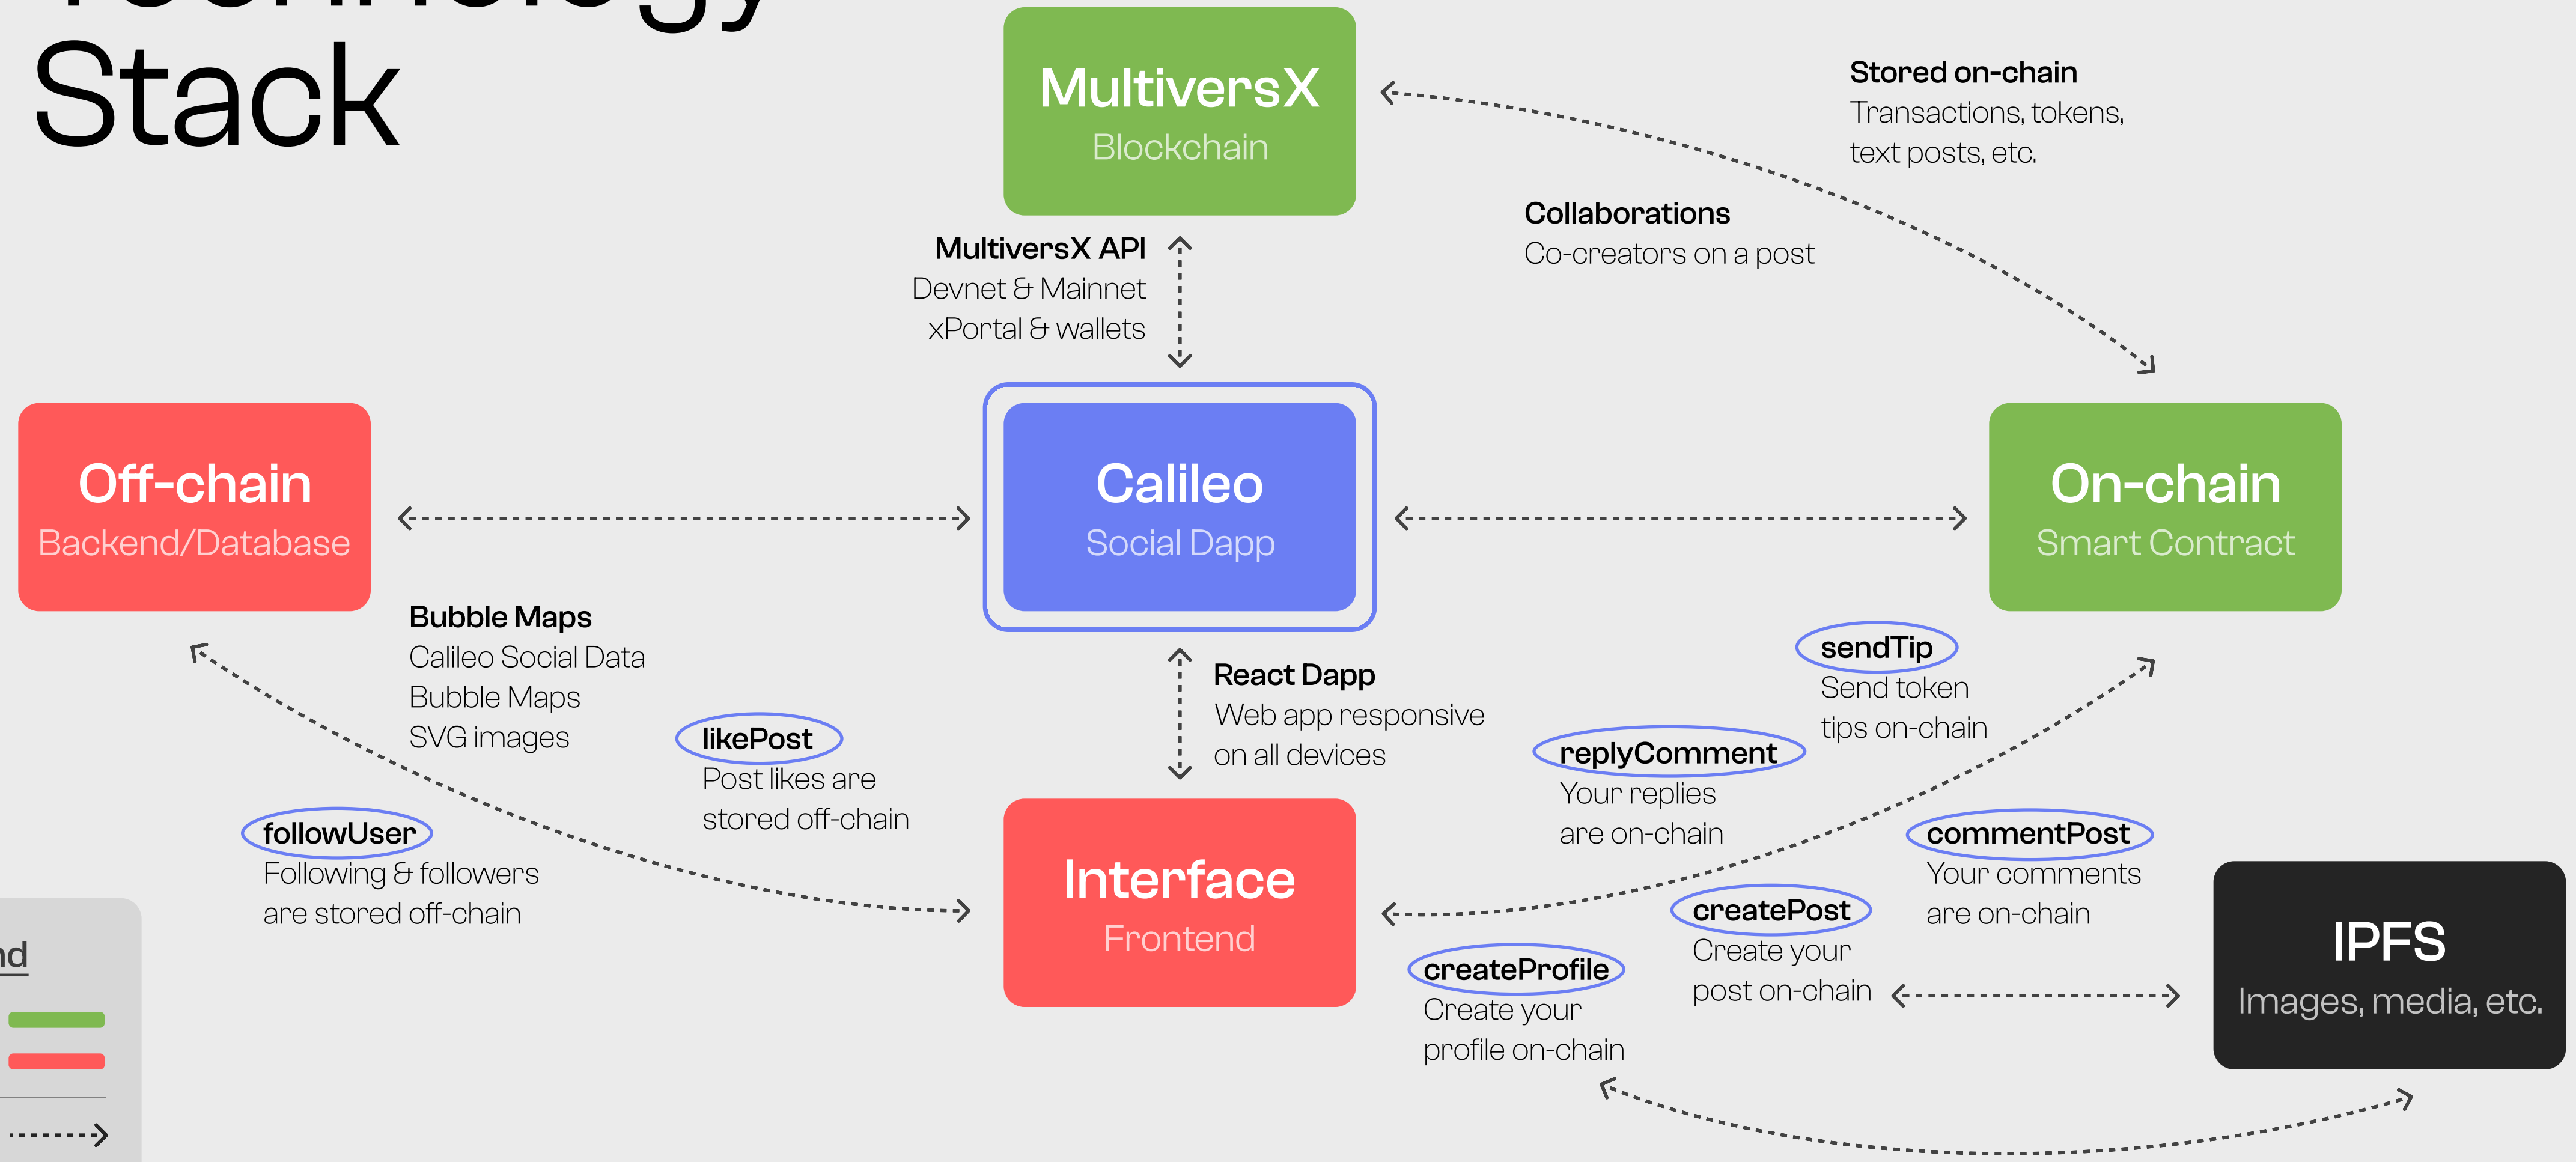 Technology
Stack
MultiversX
Blockchain
Stored on-chain
Transactions, tokens,
text posts, etc.
Collaborations
Co-creators on a post
MultiversX API
Devnet & Mainnet
xPortal & wallets
Off-chain
Backend/Database
Calileo
Social Dapp
On-chain
Smart Contract
Bubble Maps
Calileo Social Data
Bubble Maps
SVG images
likePost
Post likes are
stored off-chain
followUser
Following & followers
are stored off-chain
React Dapp
Web app responsive
on all devices
sendTip
Send token
tips on-chain
replyComment
Your replies
are on-chain
commentPost
Your comments
are on-chain
Interface
Frontend
createPost
Create your
post on-chain
createProfile
Create your
profile on-chain
IPFS
Images, media, etc.